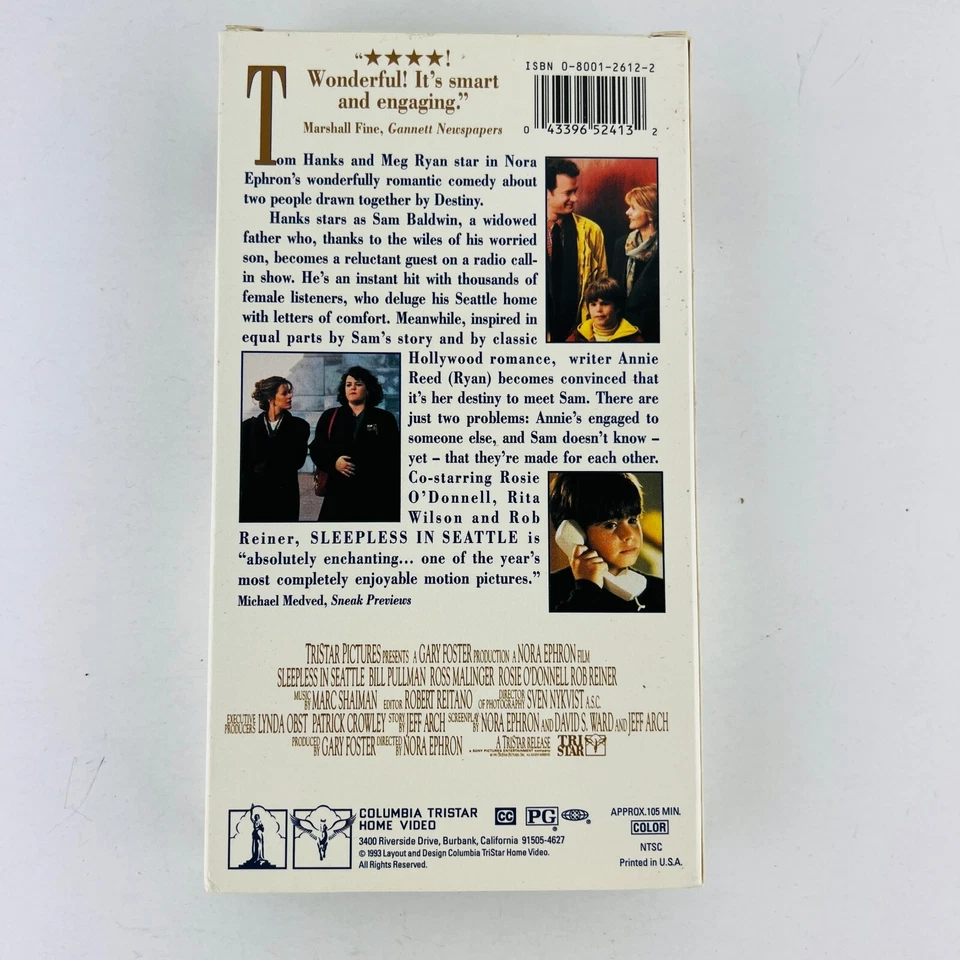 “★★★★!
Wonderful! It’s smart
and engaging.”
Marshall Fine, Gannett Newspapers
ISBN 0-8001-2612-2
0 43396 52413 2
Tom Hanks and Meg Ryan star in Nora
Ephron’s wonderfully romantic comedy about
two people drawn together by Destiny.
Hanks stars as Sam Baldwin, a widowed
father who, thanks to the wiles of his worried
son, becomes a reluctant guest on a radio call-
in show. He’s an instant hit with thousands of
female listeners, who deluge his Seattle home
with letters of comfort. Meanwhile, inspired in
equal parts by Sam’s story and by classic
Hollywood romance, writer Annie
Reed (Ryan) becomes convinced that
it’s her destiny to meet Sam. There are
just two problems: Annie’s engaged to
someone else, and Sam doesn’t know –
yet – that they’re made for each other.
Co-starring Rosie
O’Donnell, Rita
Wilson and Rob
Reiner, SLEEPLESS IN SEATTLE is
“absolutely enchanting... one of the year’s
most completely enjoyable motion pictures.”
Michael Medved, Sneak Previews
TRISTAR PICTURES PRESENTS A GARY FOSTER PRODUCTION A NORA EPHRON FILM
SLEEPLESS IN SEATTLE BILL PULLMAN ROSS MALINGER ROSIE O’DONNELL ROB REINER
MUSIC BY MARC SHAIMAN EDITOR ROBERT REITANO DIRECTOR OF PHOTOGRAPHY SVEN NYKVIST A.S.C.
EXECUTIVE PRODUCERS LYNDA OBST PATRICK CROWLEY STORY BY JEFF ARCH SCREENPLAY BY NORA EPHRON AND DAVID S. WARD AND JEFF ARCH
PRODUCED BY GARY FOSTER DIRECTED BY NORA EPHRON A TRISTAR RELEASE TRI STAR
COLUMBIA TRISTAR
HOME VIDEO
3400 Riverside Drive, Burbank, California 91505-4627
© 1993 Layout and Design Columbia TriStar Home Video.
All Rights Reserved.
CC PG
APPROX. 105 MIN.
COLOR
NTSC
Printed in U.S.A.